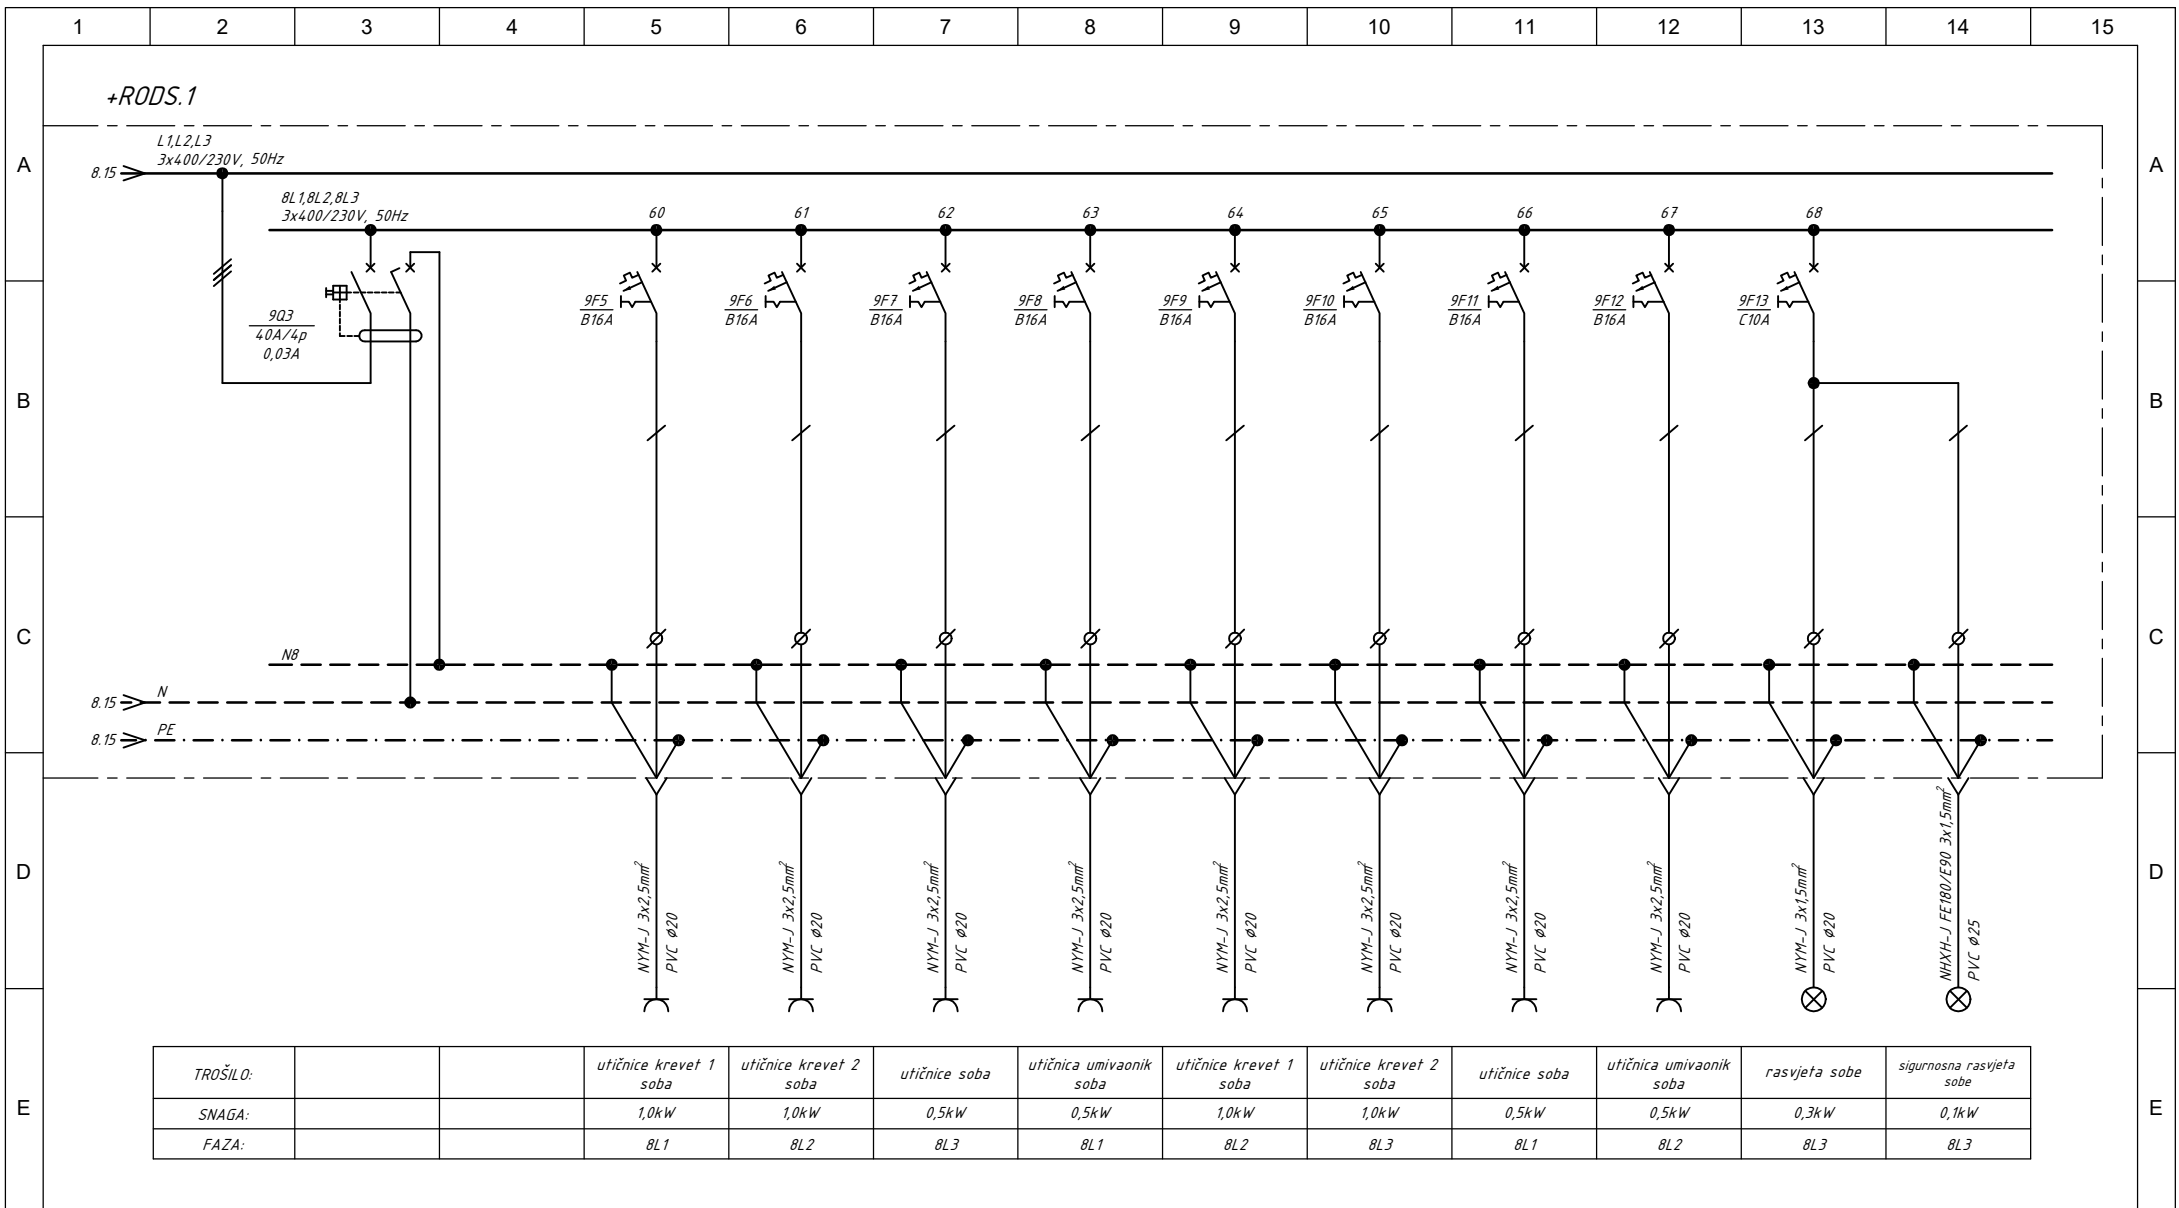 1 2 3 4 5 6 7 8 9 10 11 12 13 14 15
+RODS.1
L1,L2,L3
A 8.15 3x400/230V, 50Hz A
8L1,8L2,8L3
3x400/230V, 50Hz
60 61 62 63 64 65 66 67 68
9Q3
40A/4p
0,03A
9F5 9F6 9F7 9F8 9F9 9F10 9F11 9F12 9F13
B16A B16A B16A B16A B16A B16A B16A B16A C10A
B B
C C
N8
8.15 N
8.15 PE
D D
NYM-J 3x2,5mm²
PVC ø20
NYM-J 3x2,5mm²
PVC ø20
NYM-J 3x2,5mm²
PVC ø20
NYM-J 3x2,5mm²
PVC ø20
NYM-J 3x2,5mm²
PVC ø20
NYM-J 3x2,5mm²
PVC ø20
NYM-J 3x2,5mm²
PVC ø20
NYM-J 3x2,5mm²
PVC ø20
NYM-J 3x1,5mm²
PVC ø20
NHXH-J FE180/E90 3x1,5mm²
PVC ø25
E E
TROŠILO: utičnice krevet 1 soba utičnice krevet 2 soba utičnice soba utičnica umivaonik soba utičnice krevet 1 soba utičnice krevet 2 soba utičnice soba utičnica umivaonik soba rasvjeta sobe sigurnosna rasvjeta sobe
SNAGA: 1,0kW 1,0kW 0,5kW 0,5kW 1,0kW 1,0kW 0,5kW 0,5kW 0,3kW 0,1kW
FAZA: 8L1 8L2 8L3 8L1 8L2 8L3 8L1 8L2 8L3 8L3